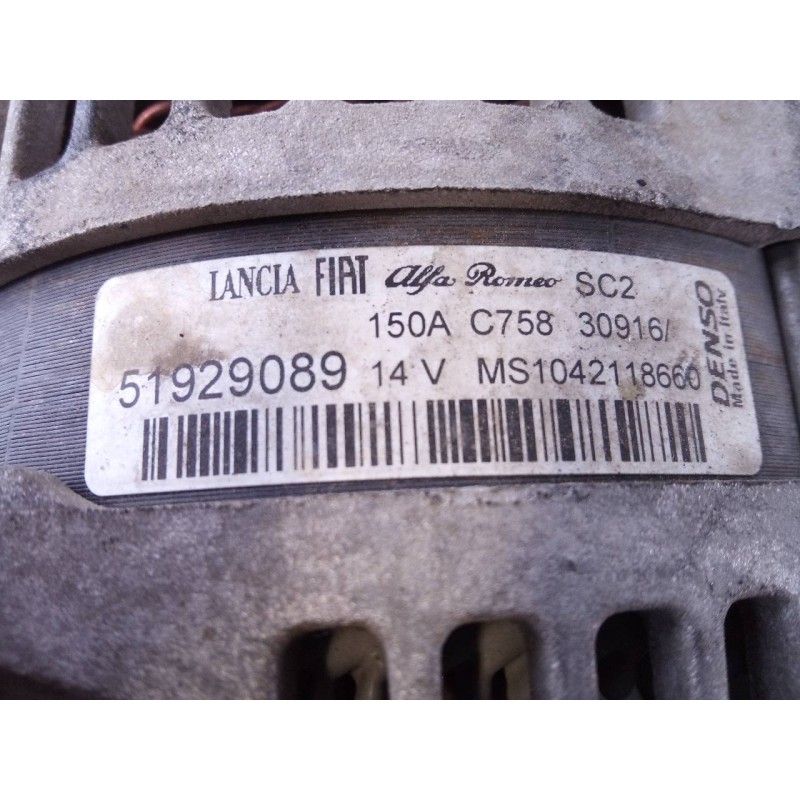 LANCIA FIAT Alfa Romeo SC2
150A C758 30916/
51929089 14 V MS1042118660
DENSO
Made in Italy